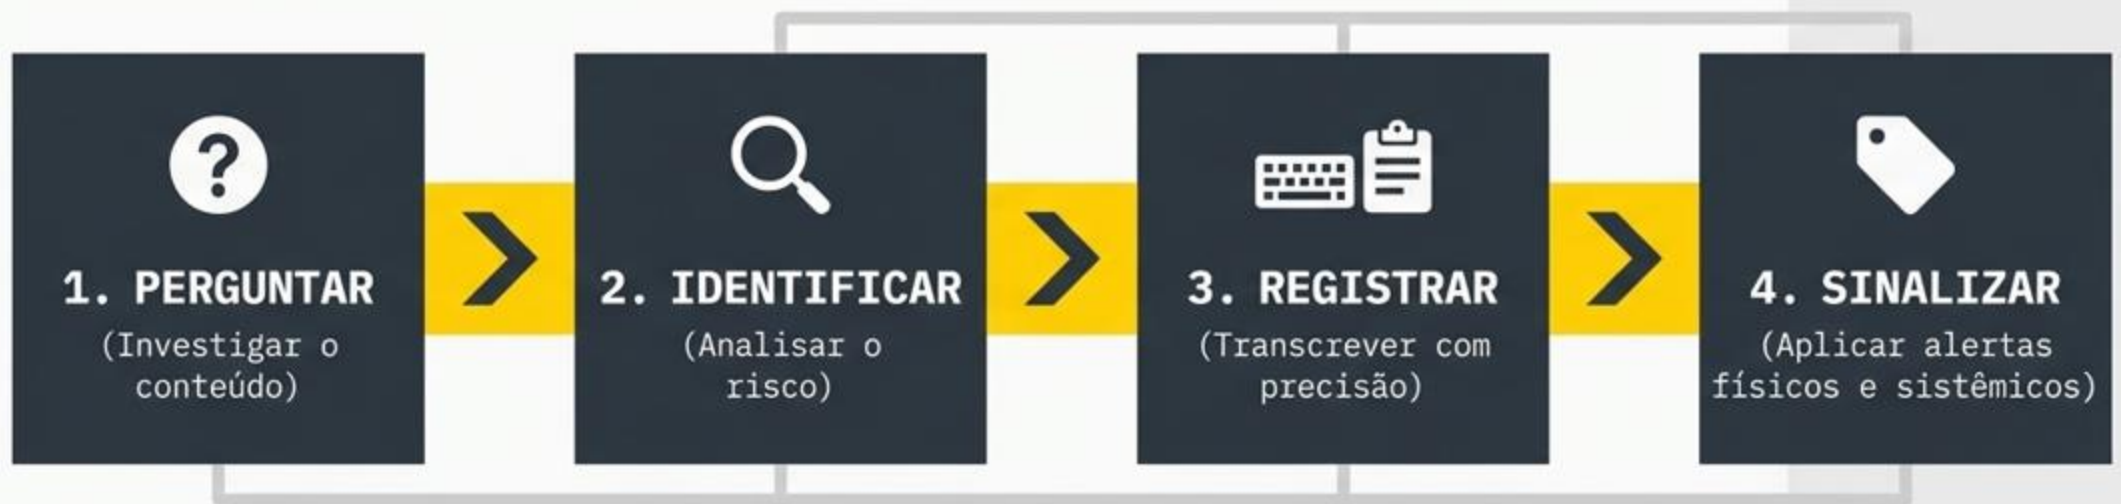 1. PERGUNTAR
(Investigar o
conteúdo)
2. IDENTIFICAR
(Analisar o
risco)
3. REGISTRAR
(Transcrever com
precisão)
4. SINALIZAR
(Aplicar alertas
físicos e sistêmicos)